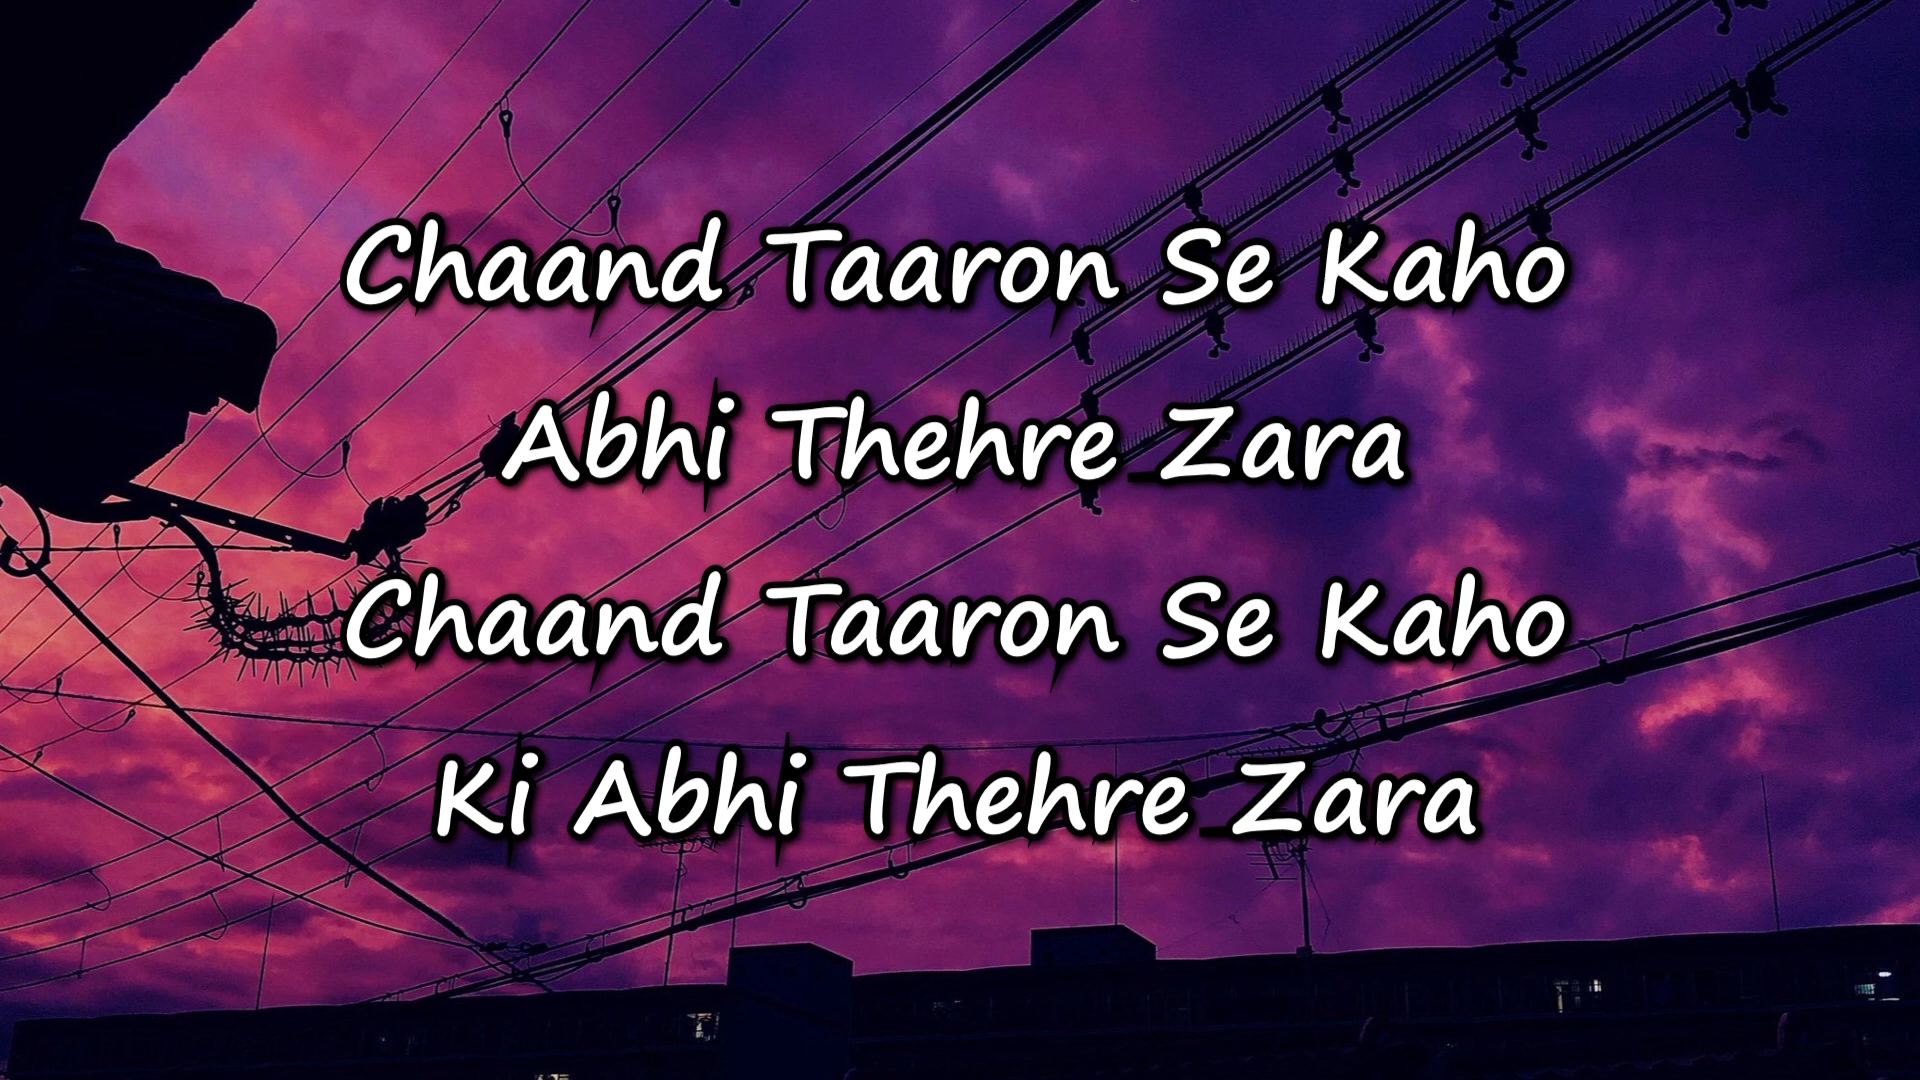 Chaand Taaron Se Kaho
Abhi Thehre Zara
Chaand Taaron Se Kaho
Ki Abhi Thehre Zara